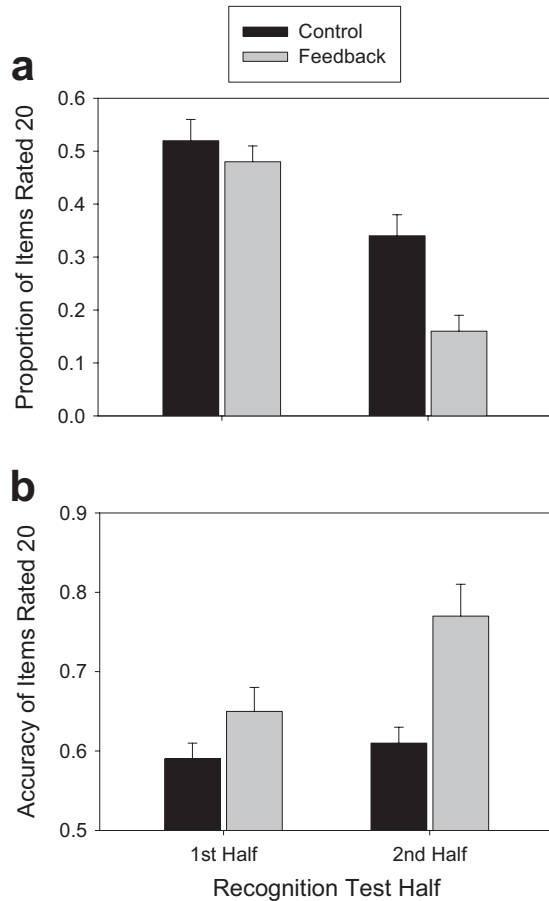 Control
Feedback
a
Proportion of Items Rated 20
0.6
0.5
0.4
0.3
0.2
0.1
0.0
b
Accuracy of Items Rated 20
0.9
0.8
0.7
0.6
0.5
1st Half 2nd Half
Recognition Test Half